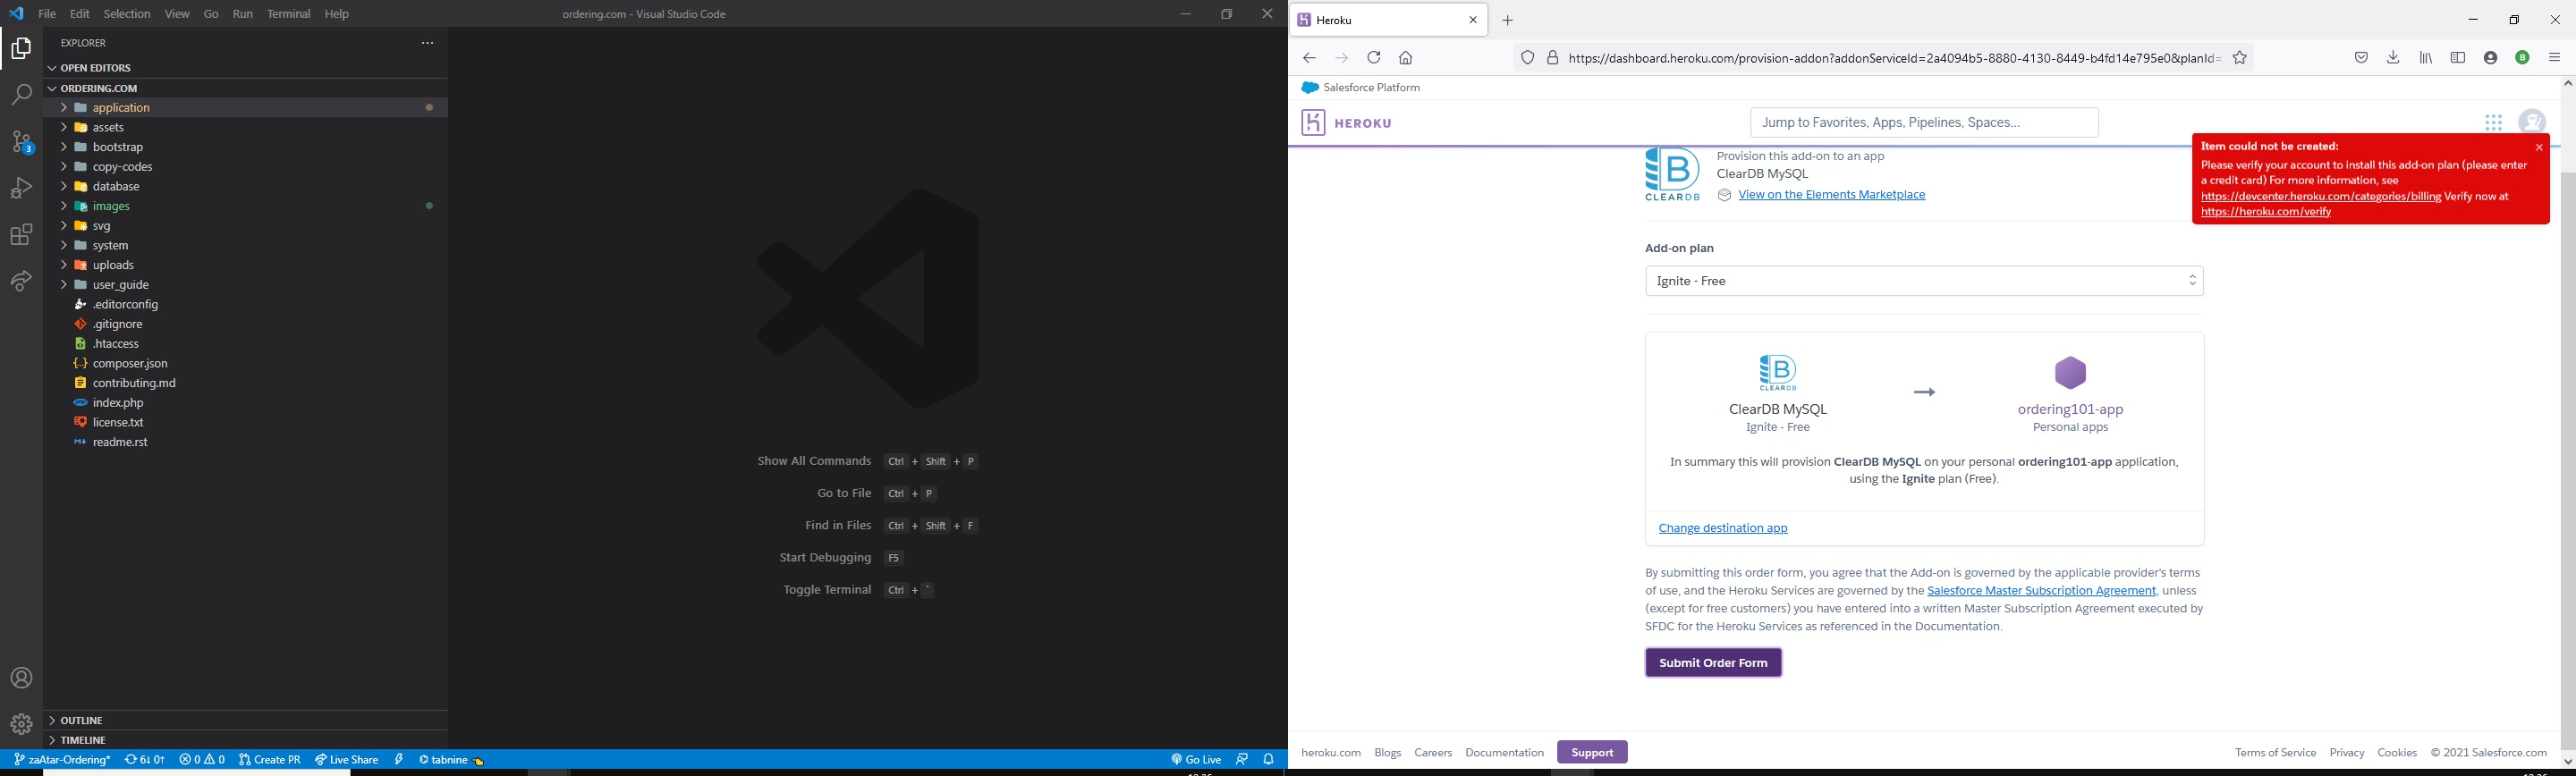 File Edit Selection View Go Run Terminal Help
ordering.com - Visual Studio Code
EXPLORER
OPEN EDITORS
ORDERING.COM
application
assets
bootstrap
copy-codes
database
images
svg
system
uploads
user_guide
.editorconfig
.gitignore
.htaccess
composer.json
contributing.md
index.php
license.txt
readme.rst
OUTLINE
TIMELINE
3
Show All Commands Ctrl + Shift + P
Go to File Ctrl + P
Find in Files Ctrl + Shift + F
Start Debugging F5
Toggle Terminal Ctrl + `
zaAtar-Ordering* 6↓ 0↑ 0 0 Create PR Live Share tabnine Go Live
Heroku
https://dashboard.heroku.com/provision-addon?addonServiceId=2a4094b5-8880-4130-8449-b4fd14e795e0&planId=
B
Salesforce Platform
HEROKU
Jump to Favorites, Apps, Pipelines, Spaces...
Item could not be created:
Please verify your account to install this add-on plan (please enter
a credit card) For more information, see
https://devcenter.heroku.com/categories/billing Verify now at
https://heroku.com/verify
B
CLEARDB
Provision this add-on to an app
ClearDB MySQL
View on the Elements Marketplace
Add-on plan
Ignite - Free
B
CLEARDB
ClearDB MySQL
Ignite - Free
ordering101-app
Personal apps
In summary this will provision ClearDB MySQL on your personal ordering101-app application,
using the Ignite plan (Free).
Change destination app
By submitting this order form, you agree that the Add-on is governed by the applicable provider's terms
of use, and the Heroku Services are governed by the Salesforce Master Subscription Agreement, unless
(except for free customers) you have entered into a written Master Subscription Agreement executed by
SFDC for the Heroku Services as referenced in the Documentation.
Submit Order Form
heroku.com Blogs Careers Documentation Support
Terms of Service Privacy Cookies © 2021 Salesforce.com